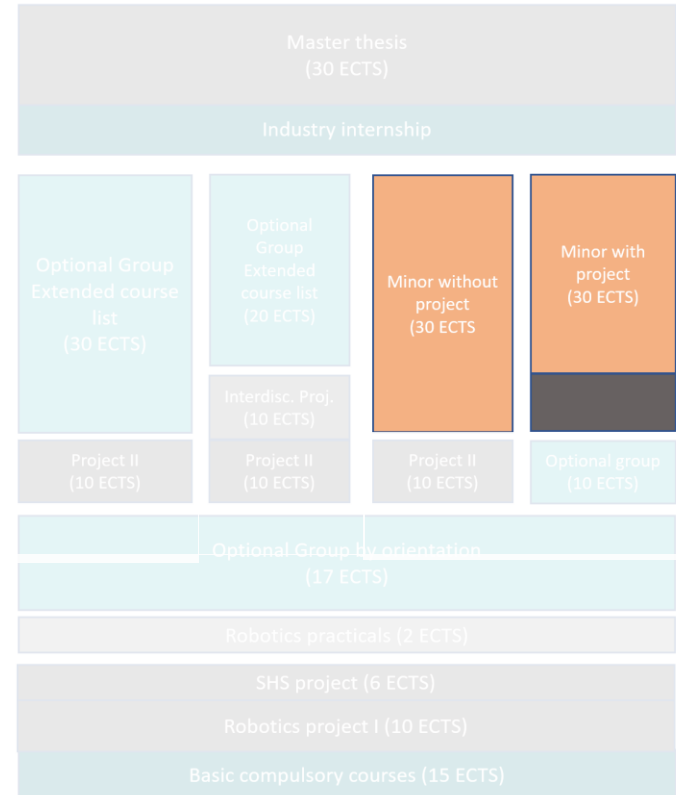 Master thesis
(30 ECTS)
Industry internship
Optional Group
Extended course
list
(30 ECTS)
Optional
Group
Extended
course list
(20 ECTS)
Interdisc. Proj.
(10 ECTS)
Minor without
project
(30 ECTS
Minor with
project
(30 ECTS)
Project II
(10 ECTS)
Project II
(10 ECTS)
Project II
(10 ECTS)
Optional group
(10 ECTS)
Optional Group by orientation
(17 ECTS)
Robotics practicals (2 ECTS)
SHS project (6 ECTS)
Robotics project I (10 ECTS)
Basic compulsory courses (15 ECTS)